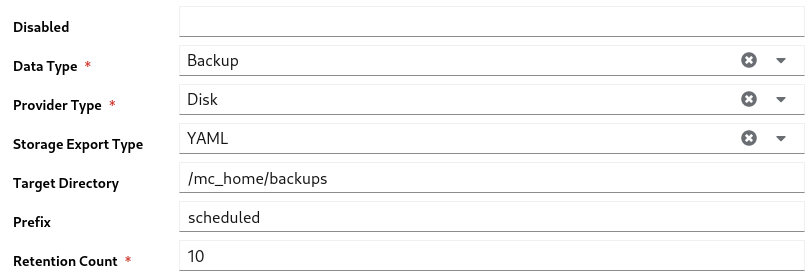 Disabled
Data Type * Backup
Provider Type * Disk
Storage Export Type YAML
Target Directory /mc_home/backups
Prefix scheduled
Retention Count * 10